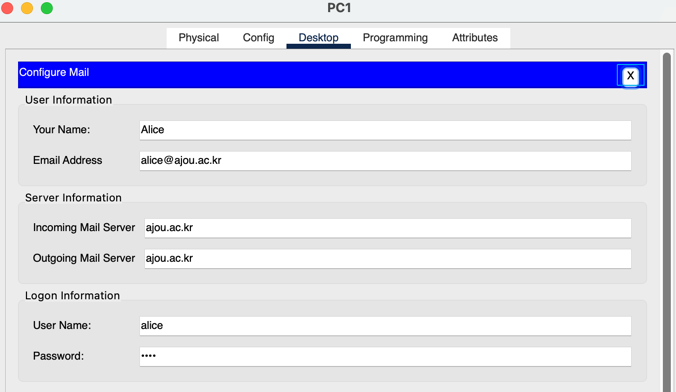 PC1
Physical Config Desktop Programming Attributes
Configure Mail X
User Information
Your Name: Alice
Email Address alice@ajou.ac.kr
Server Information
Incoming Mail Server ajou.ac.kr
Outgoing Mail Server ajou.ac.kr
Logon Information
User Name: alice
Password: ••••